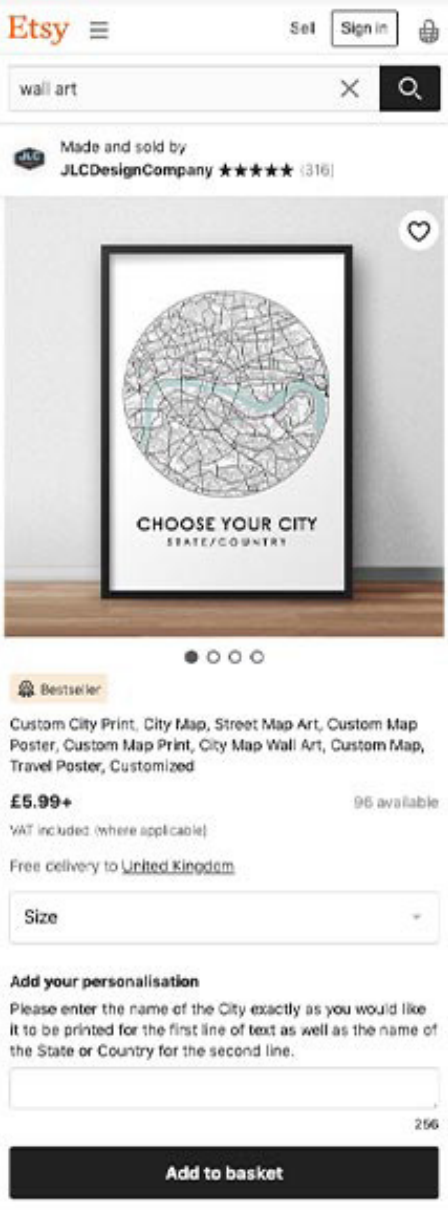 Etsy
Sell
Sign in
wall art
Made and sold by
JLCDesignCompany ★★★★★ (316)
JLC
CHOOSE YOUR CITY
STATE/COUNTRY
Bestseller
Custom City Print, City Map, Street Map Art, Custom Map
Poster, Custom Map Print, City Map Wall Art, Custom Map,
Travel Poster, Customized
£5.99+
96 available
VAT included (where applicable)
Free delivery to United Kingdom
Size
Add your personalisation
Please enter the name of the City exactly as you would like
it to be printed for the first line of text as well as the name of
the State or Country for the second line.
256
Add to basket